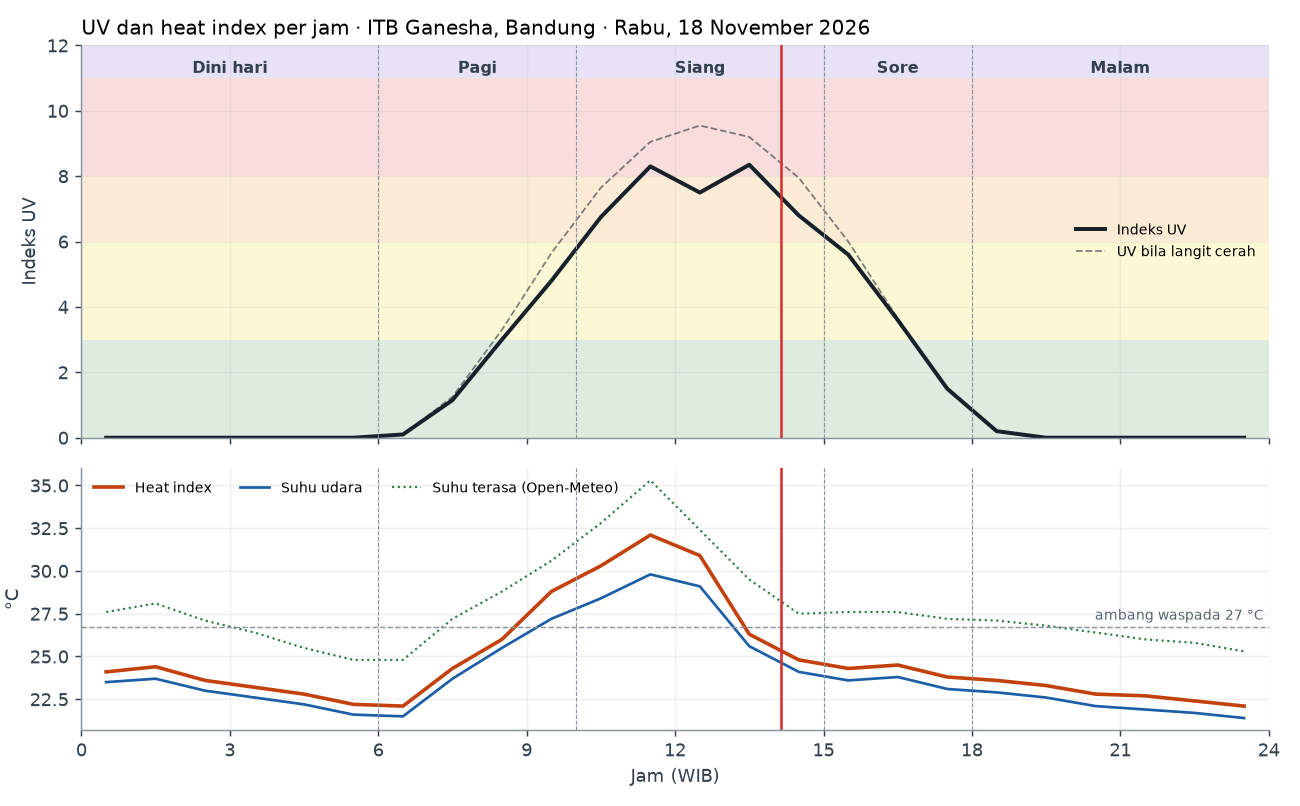 UV dan heat index per jam · ITB Ganesha, Bandung · Rabu, 18 November 2026
12
10
8
6
4
2
0
Indeks UV
Dini hari
Pagi
Siang
Sore
Malam
Indeks UV
UV bila langit cerah
35.0
32.5
30.0
27.5
25.0
22.5
°C
Heat index
Suhu udara
Suhu terasa (Open-Meteo)
ambang waspada 27 °C
0
3
6
9
12
15
18
21
24
Jam (WIB)